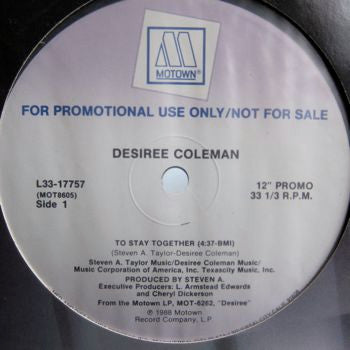 MOTOWN®
FOR PROMOTIONAL USE ONLY/NOT FOR SALE
DESIREE COLEMAN
L33-17757
(MOT8605)
Side 1
12" PROMO
33 1/3 R.P.M.
TO STAY TOGETHER (4:37-BMI)
(Steven A. Taylor-Desiree Coleman)
Steven A. Taylor Music/Desiree Coleman Music/
Music Corporation of America, Inc. Texascity Music, Inc.
PRODUCED BY STEVEN A.
Executive Producers: L. Armstead Edwards
and Cheryl Dickerson
From the Motown LP, MOT-6262, "Desiree"
℗ 1988 Motown
Record Company, L.P.